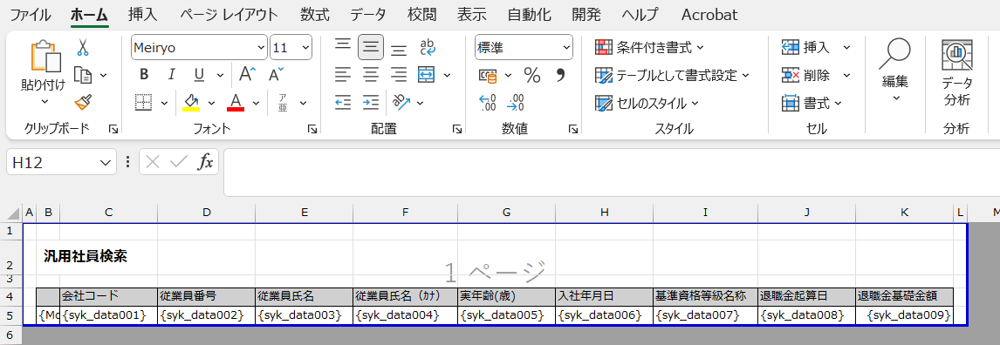 ファイル ホーム 挿入 ページ レイアウト 数式 データ 校閲 表示 自動化 開発 ヘルプ Acrobat
Meiryo 11 ab 標準 条件付き書式 挿入
貼り付け B I U A A % テーブルとして書式設定 削除 編集 データ分析
A ア亜 セルのスタイル 書式
クリップボード フォント 配置 数値 スタイル セル 分析
H12 fx
A B C D E F G H I J K L M
1
2 汎用社員検索
1 ページ
3
4 会社コード 従業員番号 従業員氏名 従業員氏名（ｶﾅ） 実年齢(歳) 入社年月日 基準資格等級名称 退職金起算日 退職金基礎金額
5 {Mo {syk_data001} {syk_data002} {syk_data003} {syk_data004} {syk_data005} {syk_data006} {syk_data007} {syk_data008} {syk_data009}
6